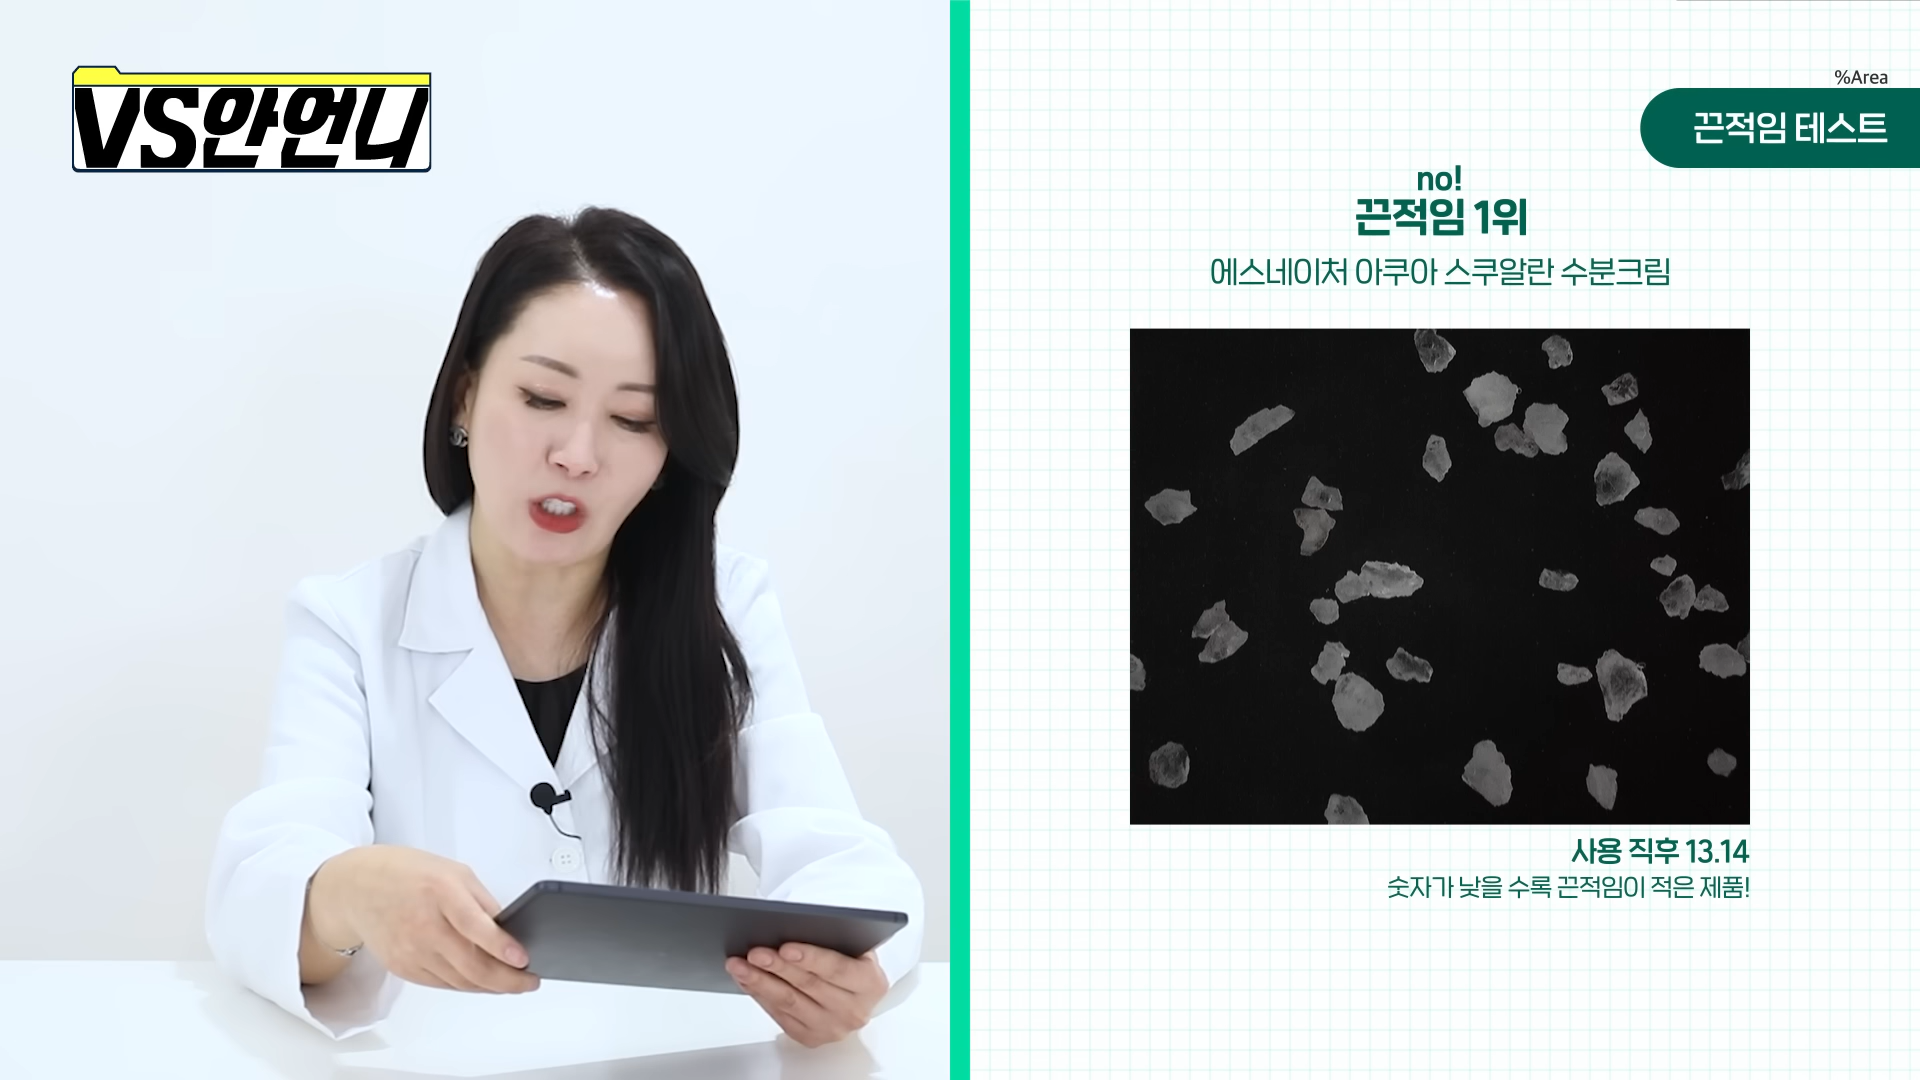 VS안언니
%Area
끈적임 테스트
no!
끈적임 1위
에스네이처 아쿠아 스쿠알란 수분크림
사용 직후 13.14
숫자가 낮을 수록 끈적임이 적은 제품!